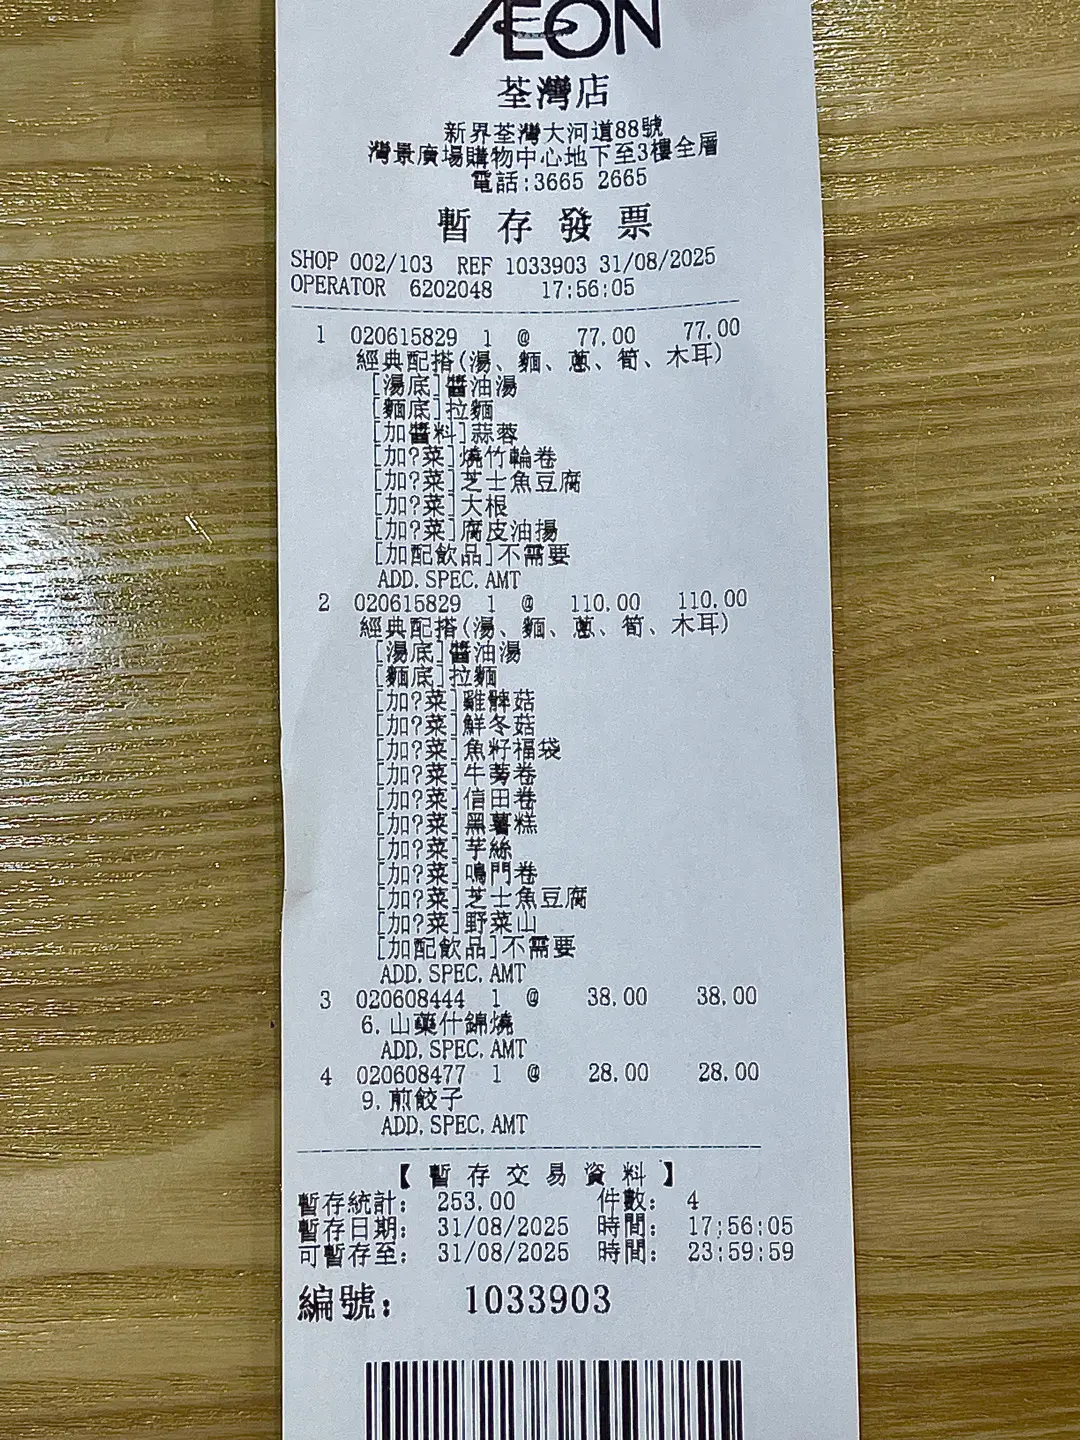 ÆON
荃灣店
新界荃灣大河道88號
灣景廣場購物中心地下至3樓全層
電話:3665 2665
暫存發票
SHOP 002/103 REF 1033903 31/08/2025
OPERATOR 6202048 17:56:05
1 020615829 1 @ 77.00 77.00
經典配搭(湯、麵、蔥、筍、木耳)
[湯底]醬油湯
[麵底]拉麵
[加醬料]蒜蓉
[加?菜]燒竹輪卷
[加?菜]芝士魚豆腐
[加?菜]大根
[加?菜]腐皮油揚
[加配飲品]不需要
ADD.SPEC.AMT
2 020615829 1 @ 110.00 110.00
經典配搭(湯、麵、蔥、筍、木耳)
[湯底]醬油湯
[麵底]拉麵
[加?菜]雞髀菇
[加?菜]鮮冬菇
[加?菜]魚籽福袋
[加?菜]牛蒡卷
[加?菜]信田卷
[加?菜]黑薯糕
[加?菜]芋絲
[加?菜]鳴門卷
[加?菜]芝士魚豆腐
[加?菜]野菜山
[加配飲品]不需要
ADD.SPEC.AMT
3 020608444 1 @ 38.00 38.00
6.山藥什錦燒
ADD.SPEC.AMT
4 020608477 1 @ 28.00 28.00
9.煎餃子
ADD.SPEC.AMT
【暫存交易資料】
暫存統計: 253.00 件數: 4
暫存日期: 31/08/2025 時間: 17:56:05
可暫存至: 31/08/2025 時間: 23:59:59
編號: 1033903